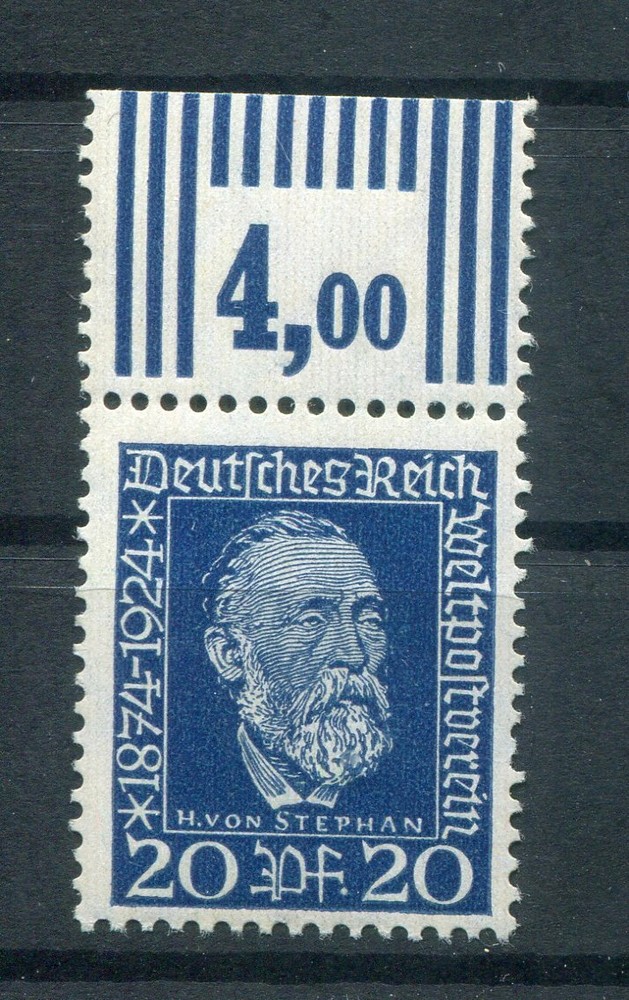 4,00
Deutſches Reich
Weltpoſtverein
*1874-1924*
H. VON STEPHAN
20 Pf. 20